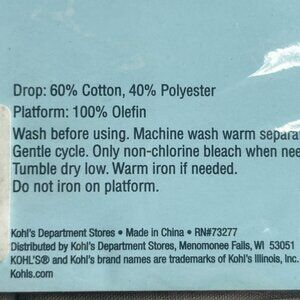 Drop: 60% Cotton, 40% Polyester
Platform: 100% Olefin
Wash before using. Machine wash warm
Gentle cycle. Only non-chlorine bleach when
Tumble dry low. Warm iron if needed.
Do not iron on platform.
Kohl's Department Stores • Made in China • RN#73277
Distributed by Kohl's Department Stores, Menomonee Falls, WI 53051
KOHL'S® and Kohl's brand names are trademarks of Kohl's Illinois, Inc.
Kohls.com